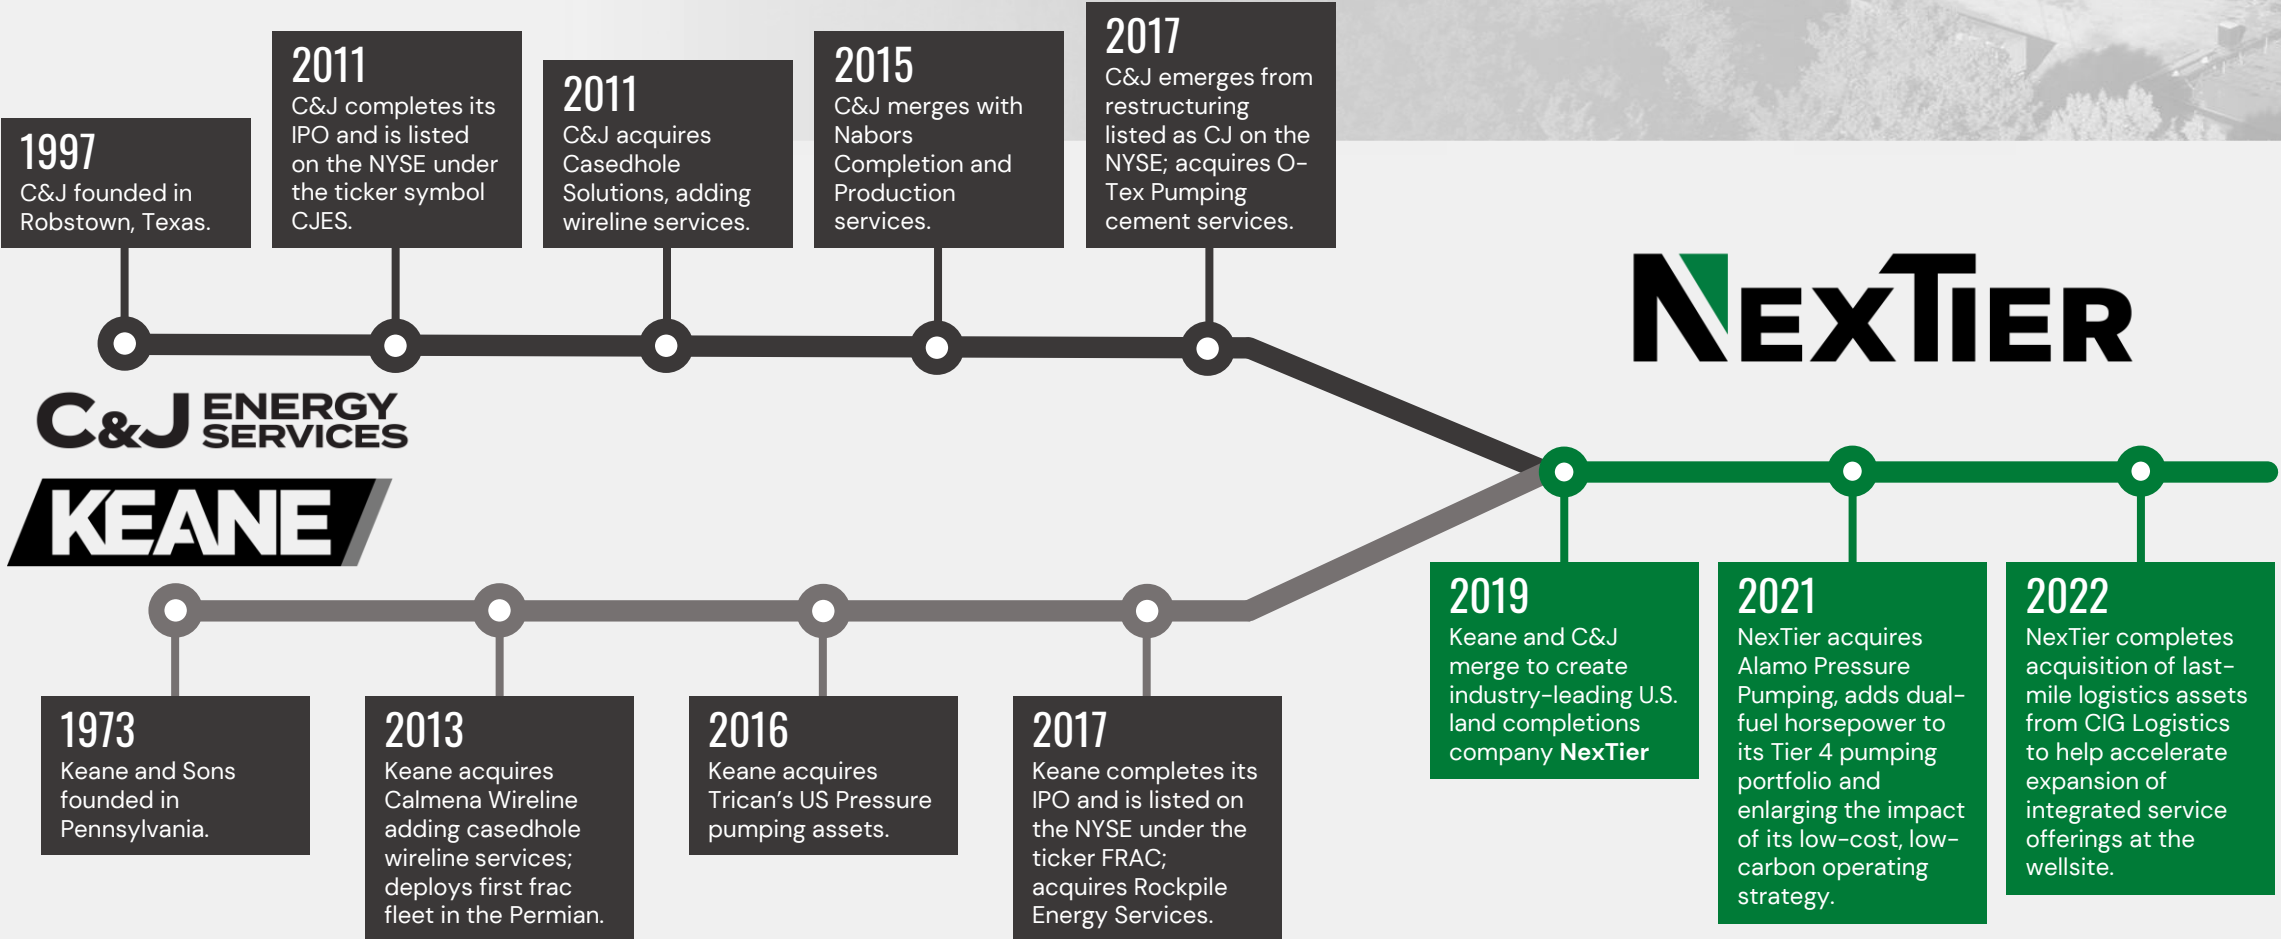 1997
C&J founded in
Robstown, Texas.
2011
C&J completes its
IPO and is listed
on the NYSE under
the ticker symbol
CJES.
2011
C&J acquires
Casedhole
Solutions, adding
wireline services.
2015
C&J merges with
Nabors
Completion and
Production
services.
2017
C&J emerges from
restructuring
listed as CJ on the
NYSE; acquires O-
Tex Pumping
cement services.
NEXTIER
C&J ENERGY
SERVICES
KEANE
1973
Keane and Sons
founded in
Pennsylvania.
2013
Keane acquires
Calmena Wireline
adding casedhole
wireline services;
deploys first frac
fleet in the Permian.
2016
Keane acquires
Trican's US Pressure
pumping assets.
2017
Keane completes its
IPO and is listed on
the NYSE under the
ticker FRAC;
acquires Rockpile
Energy Services.
2019
Keane and C&J
merge to create
industry-leading U.S.
land completions
company NexTier
2021
NexTier acquires
Alamo Pressure
Pumping, adds dual-
fuel horsepower to
its Tier 4 pumping
portfolio and
enlarging the impact
of its low-cost, low-
carbon operating
strategy.
2022
NexTier completes
acquisition of last-
mile logistics assets
from CIG Logistics
to help accelerate
expansion of
integrated service
offerings at the
wellsite.